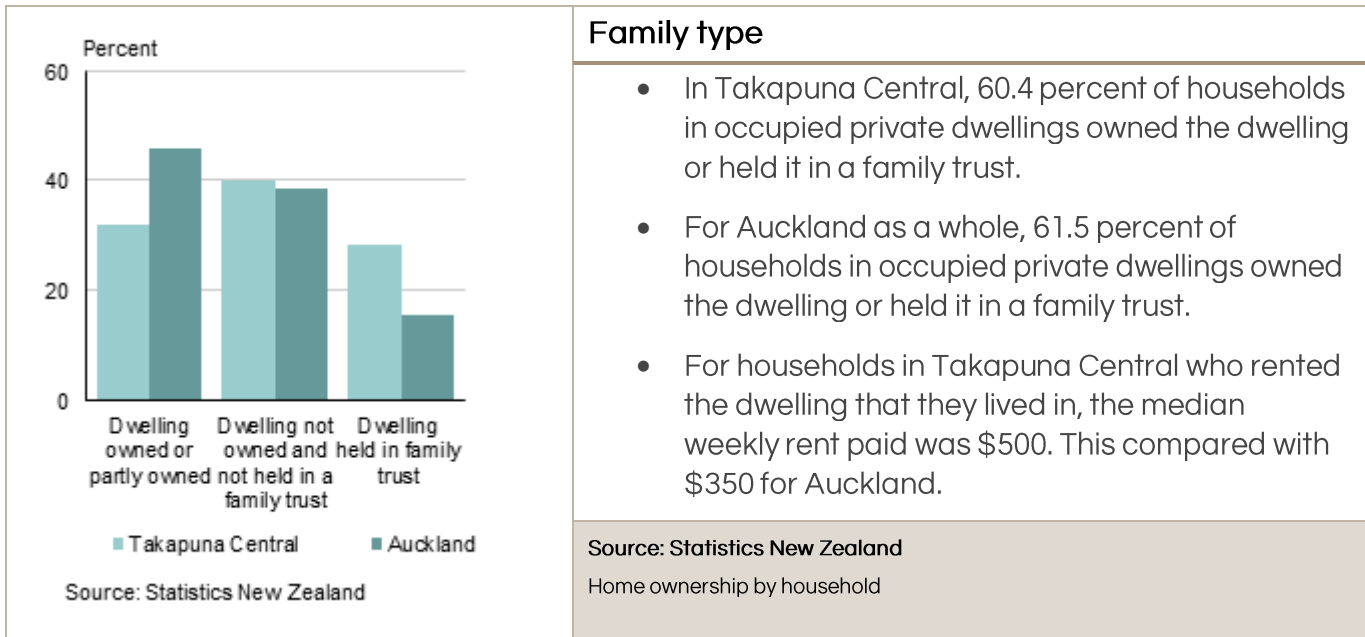 Percent
60
40
20
0
Dwelling owned or partly owned
Dwelling not owned and not held in a family trust
Dwelling held in family trust
Takapuna Central
Auckland
Source: Statistics New Zealand
Family type
• In Takapuna Central, 60.4 percent of households
in occupied private dwellings owned the dwelling
or held it in a family trust.
• For Auckland as a whole, 61.5 percent of
households in occupied private dwellings owned
the dwelling or held it in a family trust.
• For households in Takapuna Central who rented
the dwelling that they lived in, the median
weekly rent paid was $500. This compared with
$350 for Auckland.
Source: Statistics New Zealand
Home ownership by household